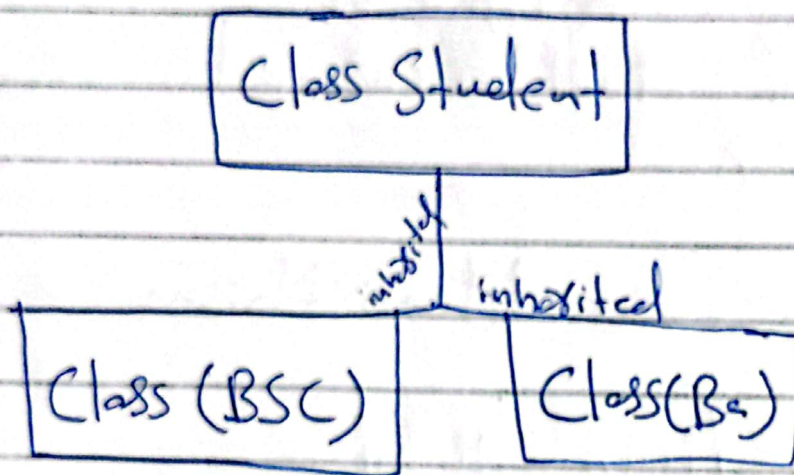 Class Student
inherited
inherited
Class (BSC)
Class (Ba)